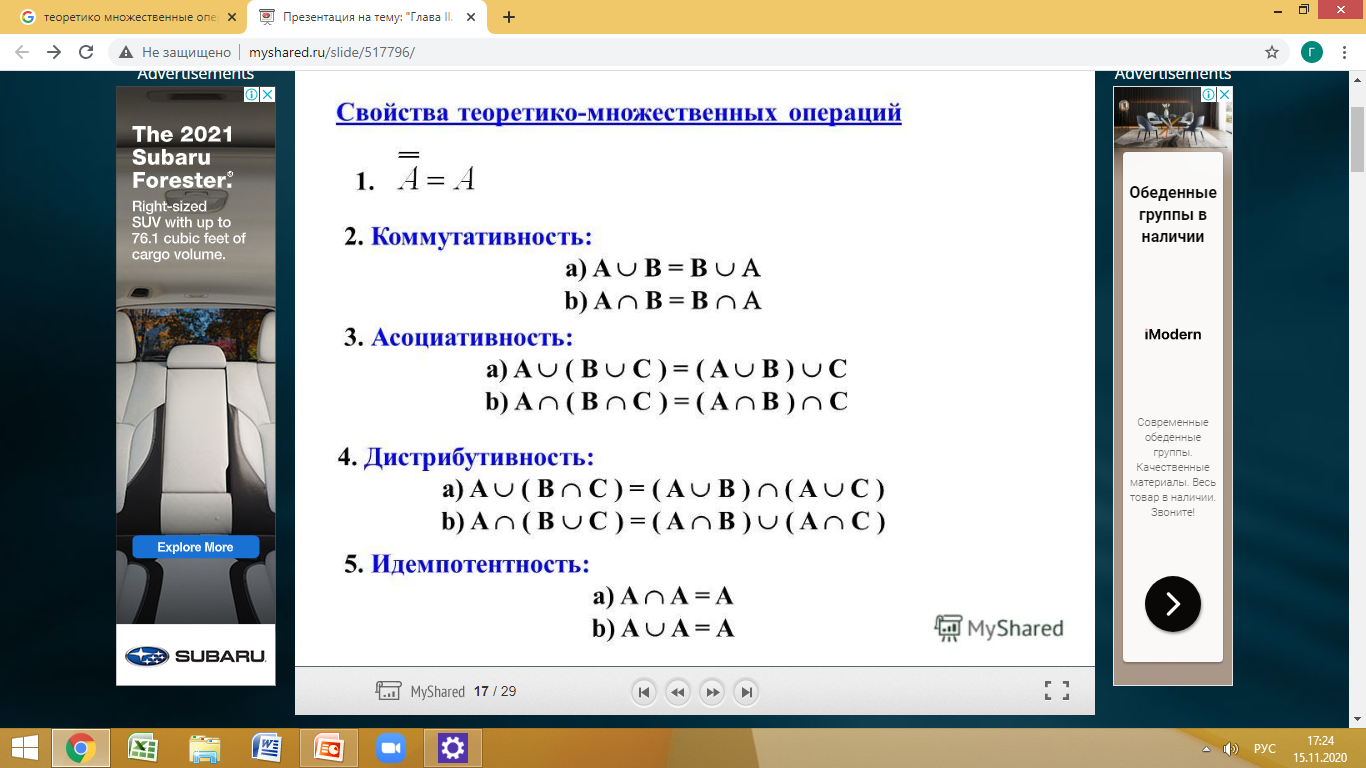 теоретико множественные опе
Презентация на тему: "Глава II.
Не защищено
myshared.ru/slide/517796/
Г
Advertisements
The 2021
Subaru
Forester.®
Right-sized
SUV with up to
76.1 cubic feet of
cargo volume.
Explore More
SUBARU
Свойства теоретико-множественных операций
1. A̿ = A
2. Коммутативность:
a) A ∪ B = B ∪ A
b) A ∩ B = B ∩ A
3. Асоциативность:
a) A ∪ ( B ∪ C ) = ( A ∪ B ) ∪ C
b) A ∩ ( B ∩ C ) = ( A ∩ B ) ∩ C
4. Дистрибутивность:
a) A ∪ ( B ∩ C ) = ( A ∪ B ) ∩ ( A ∪ C )
b) A ∩ ( B ∪ C ) = ( A ∩ B ) ∪ ( A ∩ C )
5. Идемпотентность:
a) A ∩ A = A
b) A ∪ A = A
MyShared
MyShared 17 / 29
Advertisements
Обеденные
группы в
наличии
iModern
Современные
обеденные
группы.
Качественные
материалы. Весь
товар в наличии.
Звоните!
РУС
17:24
15.11.2020